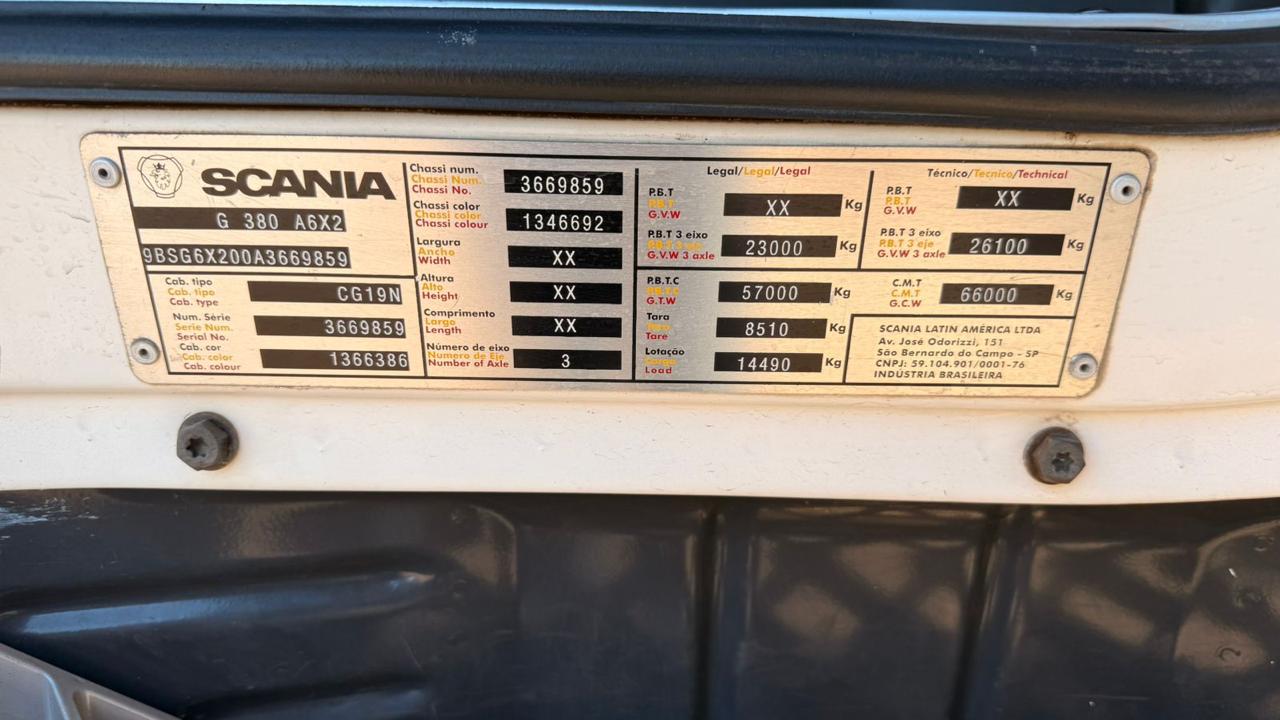 SCANIA
G 380 A6X2
9BSG6X200A3669859
Cab. tipo
Cab. tipo
Cab. type
CG19N
Num. Série
Serie Num.
Serial No.
3669859
Cab. cor
Cab. color
Cab. colour
1366386
Chassi num.
Chassi Num.
Chassi No.
3669859
Chassi color
Chassi color
Chassi colour
1346692
Largura
Ancho
Width
XX
Altura
Alto
Height
XX
Comprimento
Largo
Length
XX
Número de eixo
Numero de Eje
Number of Axle
3
Legal/Legal/Legal
P.B.T
P.B.T
G.V.W
XX Kg
P.B.T 3 eixo
P.B.T 3 eje
G.V.W 3 axle
23000 Kg
P.B.T.C
P.B.T.C
G.T.W
57000 Kg
Tara
Tara
Tare
8510 Kg
Lotação
Load
14490 Kg
Técnico/Tecnico/Technical
P.B.T
P.B.T
G.V.W
XX Kg
P.B.T 3 eixo
P.B.T 3 eje
G.V.W 3 axle
26100 Kg
C.M.T
C.M.T
G.C.W
66000 Kg
SCANIA LATIN AMÉRICA LTDA
Av. José Odorizzi, 151
São Bernardo do Campo - SP
CNPJ: 59.104.901/0001-76
INDÚSTRIA BRASILEIRA